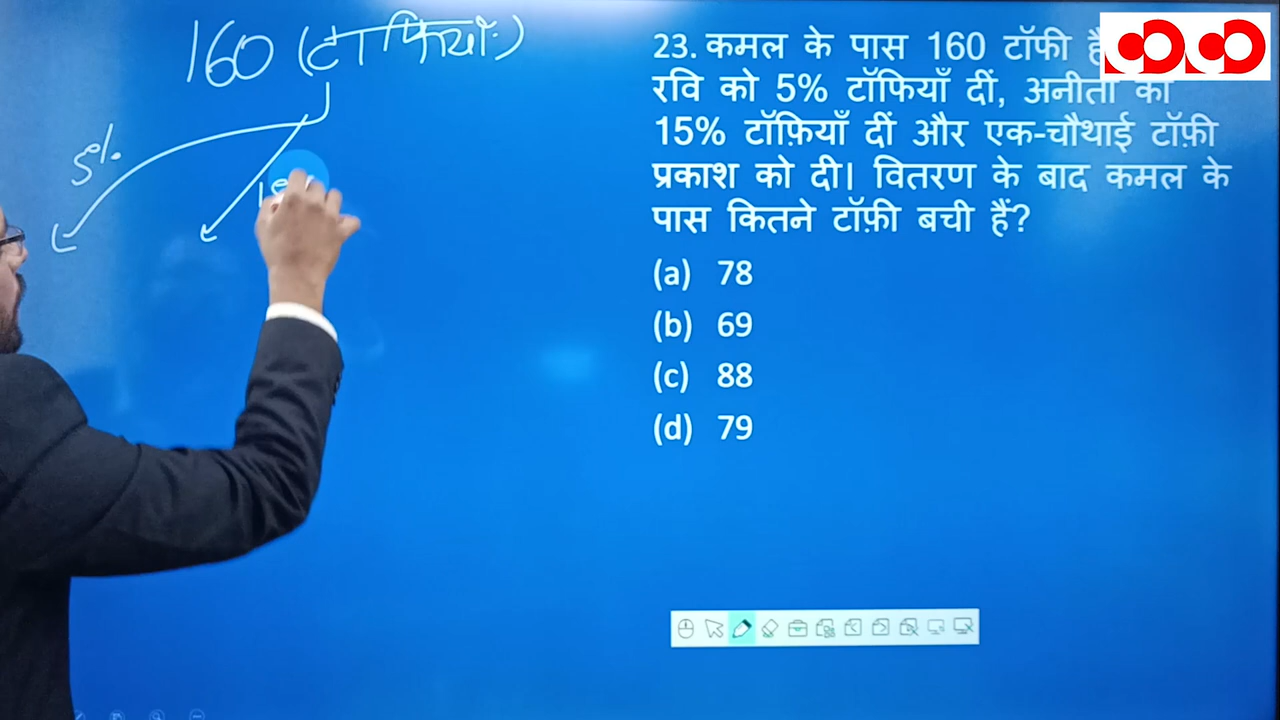 160 (टॉफियाँ)
5%
23. कमल के पास 160 टॉफी
रवि को 5% टॉफियाँ दीं, अनीता को
15% टॉफ़ियाँ दीं और एक-चौथाई टॉफ़ी
प्रकाश को दी। वितरण के बाद कमल के
पास कितने टॉफ़ी बची हैं?
(a) 78
(b) 69
(c) 88
(d) 79